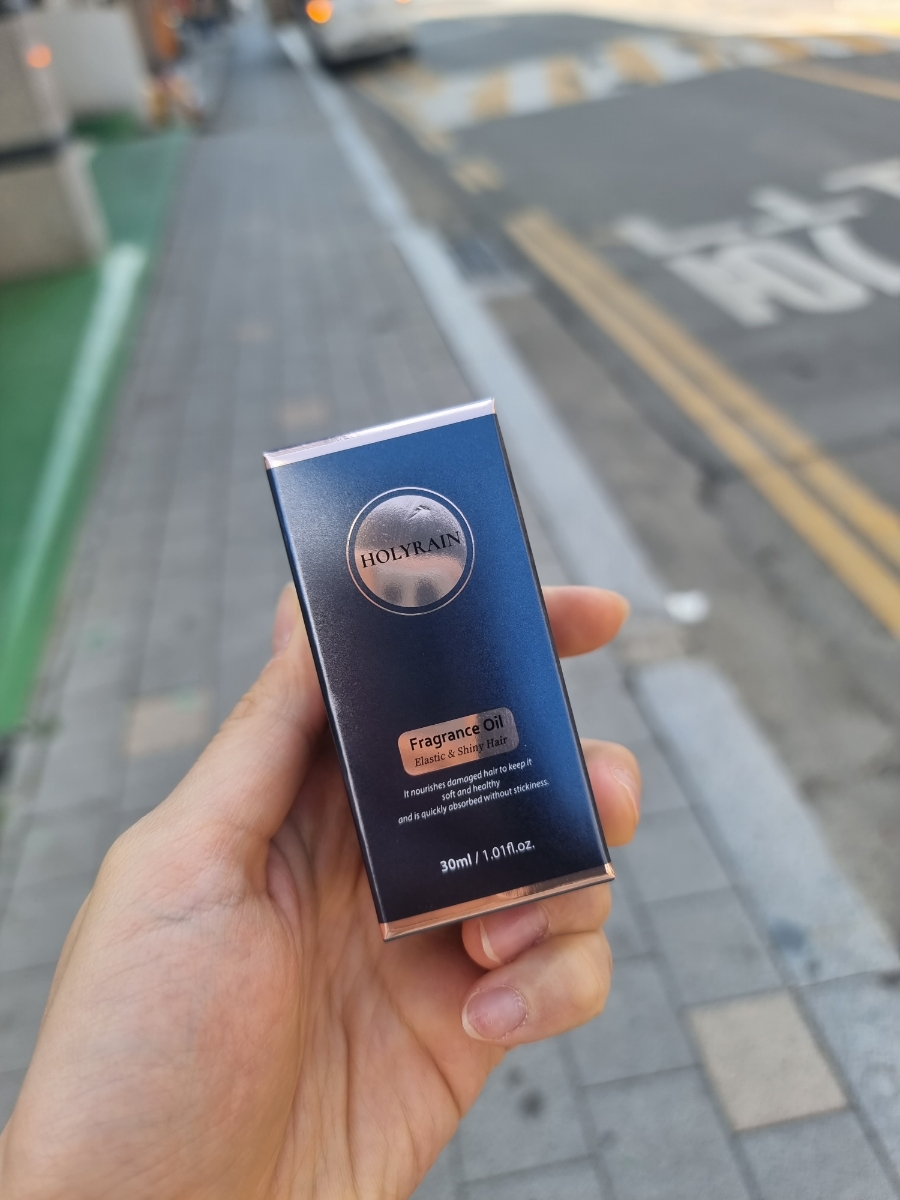 HOLYRAIN
Fragrance Oil
Elastic & Shiny Hair
It nourishes damaged hair to keep it
soft and healthy
and is quickly absorbed without stickiness.
30ml / 1.01fl.oz.